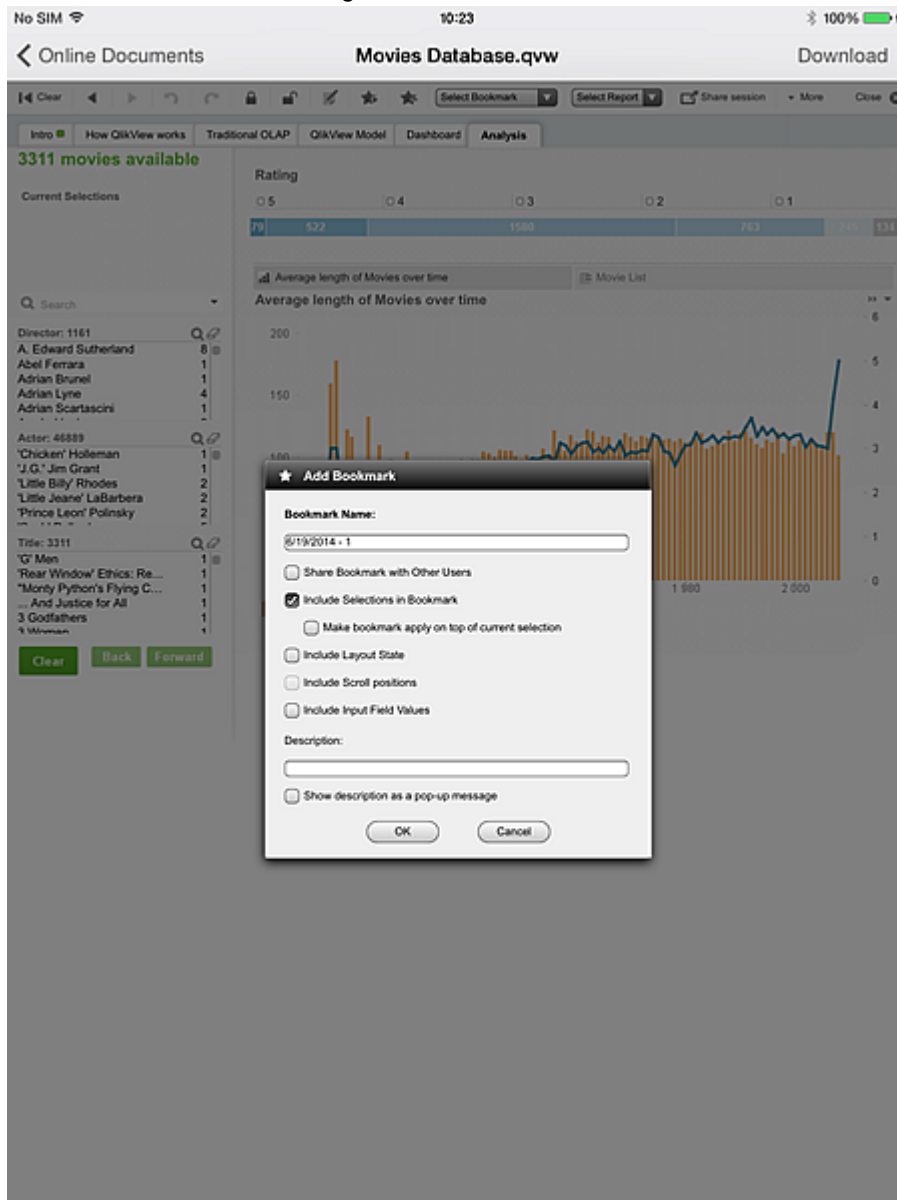 No SIM 10:23 100%
Online Documents Movies Database.qvw Download
Clear Select Bookmark Select Report Share session More Close
Intro How QlikView works Traditional OLAP QlikView Model Dashboard Analysis
3311 movies available
Current Selections
Rating
5 4 3 2 1
79 522 1580 763 134
Average length of Movies over time Movie List
Average length of Movies over time
Search
Director: 1161
A. Edward Sutherland 8
Abel Ferrara 1
Adrian Brunel 1
Adrian Lyne 4
Adrian Scartascini 1
Actor: 46889
'Chicken' Holleman 1
'J.G.' Jim Grant 1
'Little Billy' Rhodes 2
'Little Jeane' LaBarbera 2
'Prince Leon' Polinsky 2
Title: 3311
'G' Men 1
'Rear Window' Ethics: Re... 1
"Monty Python's Flying C... 1
... And Justice for All 1
3 Godfathers 1
3 Women 1
Clear Back Forward
200
150
100
6
5
4
3
2
1
0
1 980 2 000
Add Bookmark
Bookmark Name:
6/19/2014 - 1
Share Bookmark with Other Users
Include Selections in Bookmark
Make bookmark apply on top of current selection
Include Layout State
Include Scroll positions
Include Input Field Values
Description:
Show description as a pop-up message
OK Cancel